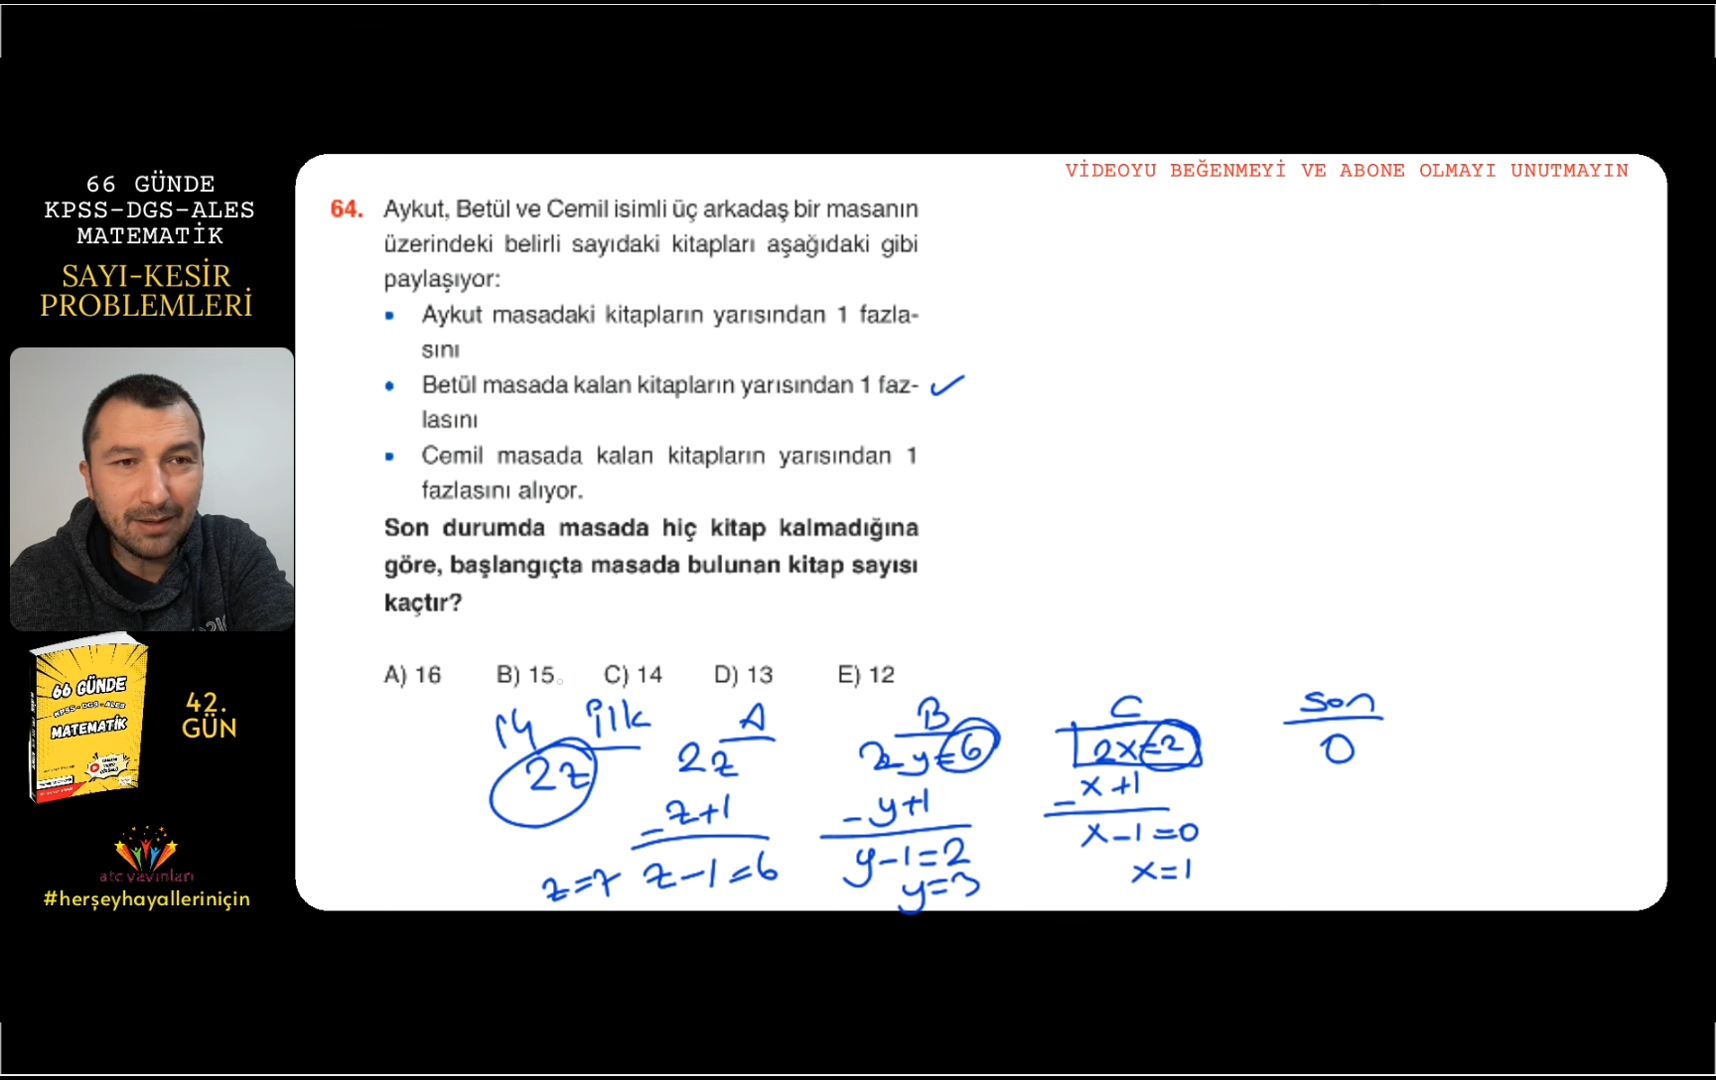 VİDEOYU BEĞENMEYİ VE ABONE OLMAYI UNUTMAYIN
66 GÜNDE
KPSS-DGS-ALES
MATEMATİK
SAYI-KESİR
PROBLEMLERİ
64. Aykut, Betül ve Cemil isimli üç arkadaş bir masanın
üzerindeki belirli sayıdaki kitapları aşağıdaki gibi
paylaşıyor:
• Aykut masadaki kitapların yarısından 1 fazla-
sını
• Betül masada kalan kitapların yarısından 1 faz- ✓
lasını
• Cemil masada kalan kitapların yarısından 1
fazlasını alıyor.
Son durumda masada hiç kitap kalmadığına
göre, başlangıçta masada bulunan kitap sayısı
kaçtır?
A) 16 B) 15 C) 14 D) 13 E) 12
14 ilk A B C son
2z 2z 2y=6 2x=2 0
-z+1 -y+1 -x+1
z=7 z-1=6 y-1=2 x-1=0
y=3 x=1
66 GÜNDE
KPSS-DGS-ALES
MATEMATİK
42.
GÜN
atc yayınları
#herşeyhayalleriniçin